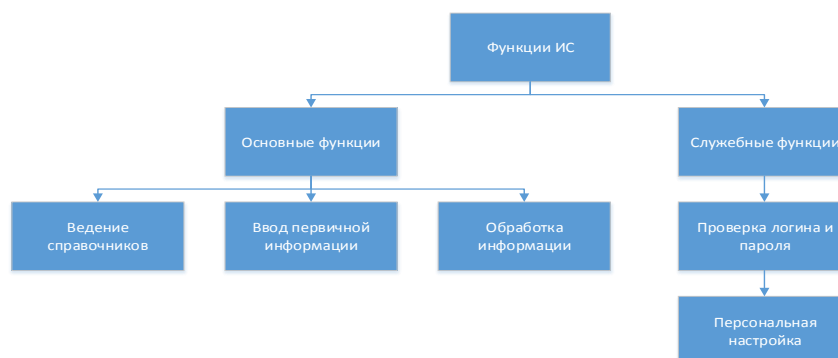 Функции ИС
Основные функции
Служебные функции
Ведение
справочников
Ввод первичной
информации
Обработка
информации
Проверка логина и
пароля
Персональная
настройка